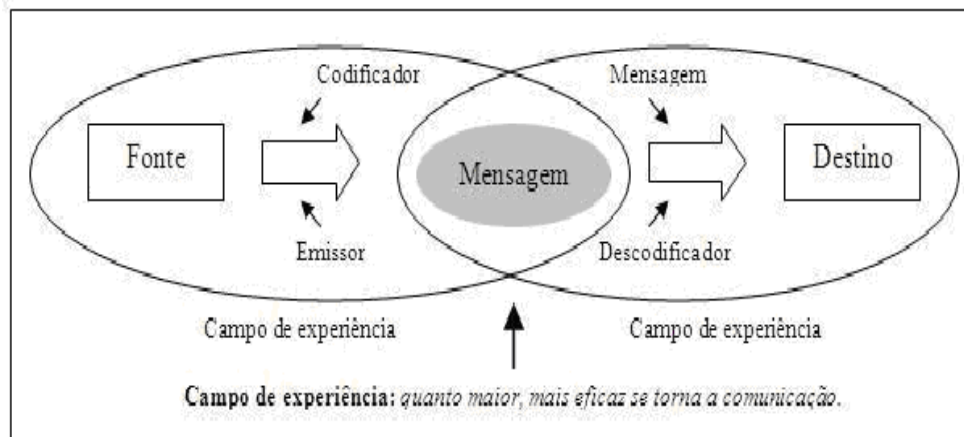 Codificador
Mensagem
Fonte
Mensagem
Destino
Emissor
Descodificador
Campo de experiência
Campo de experiência
Campo de experiência: quanto maior, mais eficaz se torna a comunicação.